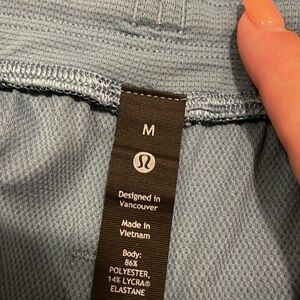 M
Designed in
Vancouver
Made in
Vietnam
Body:
86%
POLYESTER,
14% LYCRA®
ELASTANE